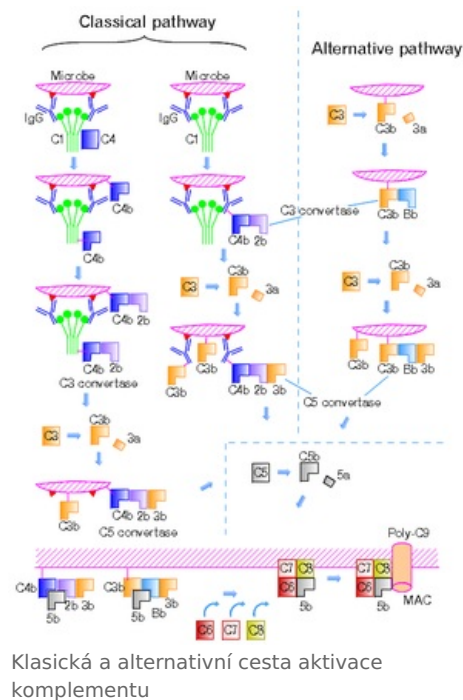 Classical pathway
Alternative pathway
Microbe
Microbe
IgG
C1
C4
IgG
C1
C3
C3b
3a
C4b
C4b
C3 convertase
C4b 2b
C3b Bb
C4b 2b
C4b 2b
C3 convertase
C3
C3b
3a
C3
C3b
3a
C3b
C3b
C4b 2b 3b
C3b
C3b Bb 3b
C5 convertase
C3
C3b
3a
C3b
C4b 2b 3b
C5 convertase
C5
C5b
5a
C4b
2b 3b
5b
C3b
Bb
3b
5b
C6
C7
C8
C7 C8
C6
5b
C7 C8
C6
5b
Poly-C9
MAC
Klasická a alternativní cesta aktivace
komplementu